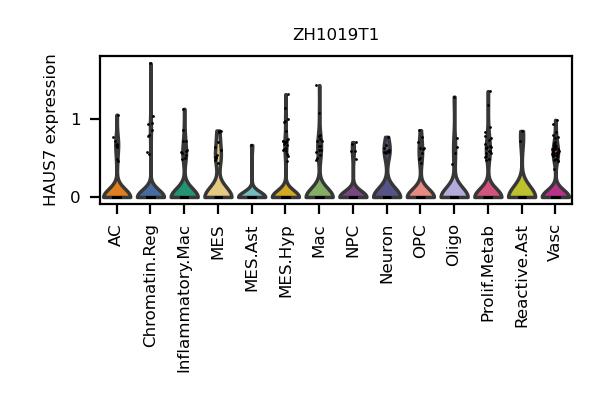 ZH1019T1
HAUS7 expression
1
0
AC
Chromatin.Reg
Inflammatory.Mac
MES
MES.Ast
MES.Hyp
Mac
NPC
Neuron
OPC
Oligo
Prolif.Metab
Reactive.Ast
Vasc